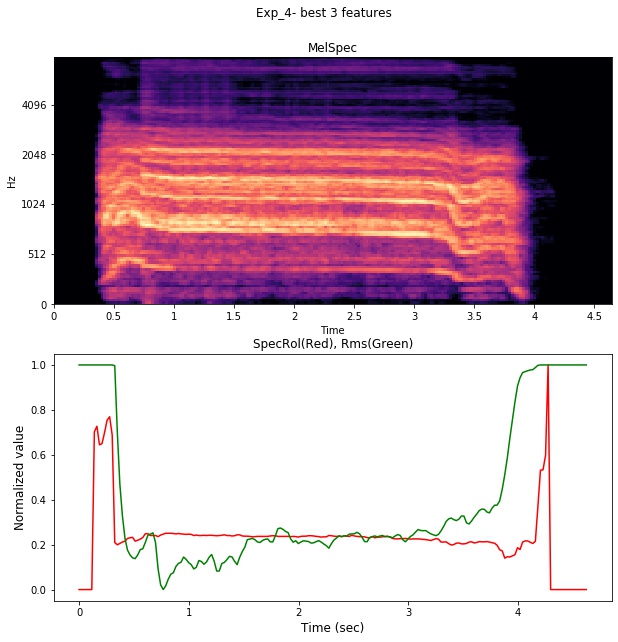 Exp_4- best 3 features
MelSpec
4096
2048
1024
512
0
Hz
0 0.5 1 1.5 2 2.5 3 3.5 4 4.5
Time
SpecRol(Red), Rms(Green)
1.0
0.8
0.6
0.4
0.2
0.0
Normalized value
0 1 2 3 4
Time (sec)